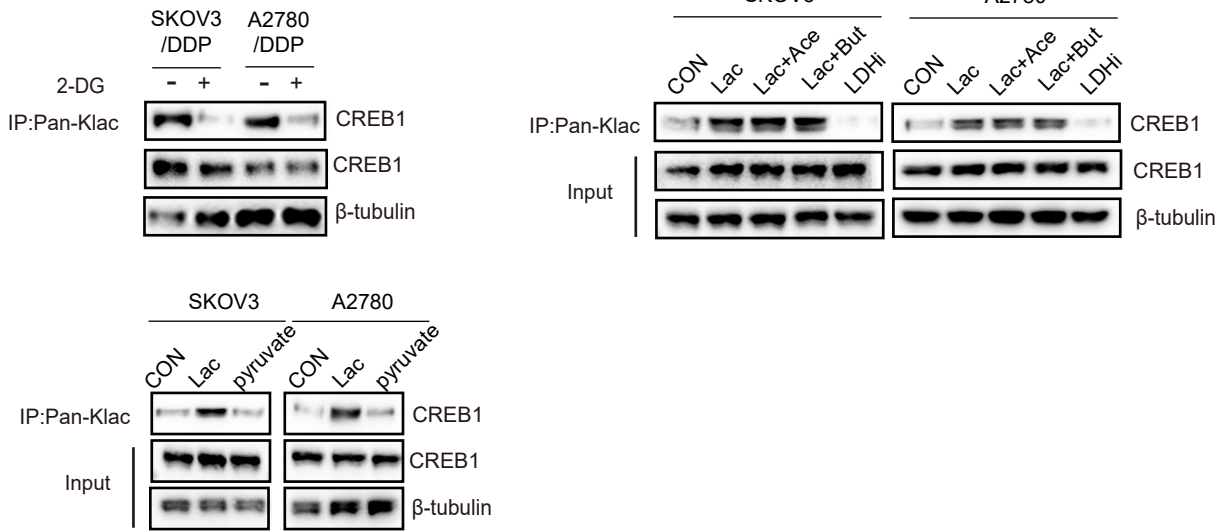 SKOV3 A2780
/DDP /DDP
2-DG - + - +
IP:Pan-Klac CREB1
CREB1
β-tubulin
CON Lac Lac+Ace Lac+But LDHi CON Lac Lac+Ace Lac+But LDHi
IP:Pan-Klac CREB1
Input CREB1
β-tubulin
SKOV3 A2780
CON Lac pyruvate CON Lac pyruvate
IP:Pan-Klac CREB1
Input CREB1
β-tubulin